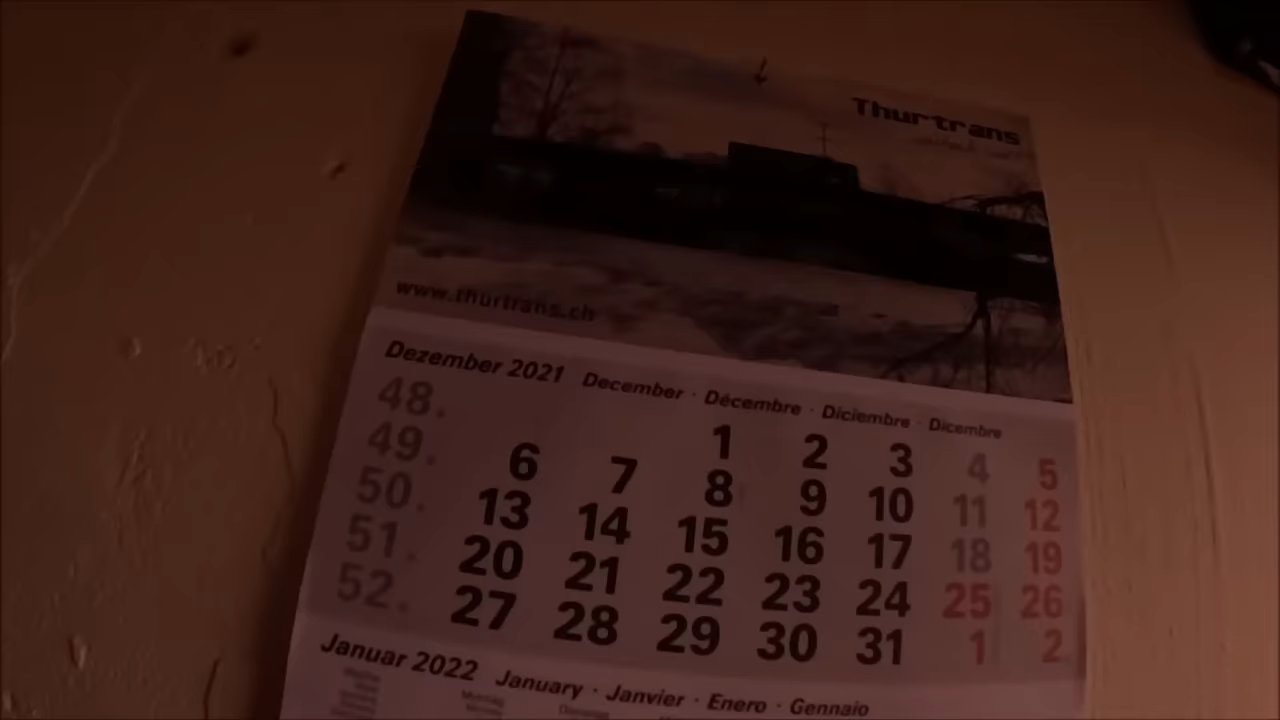 Thurtrans
www.thurtrans.ch
Dezember 2021 December · Décembre · Diciembre · Dicembre
48. 1 2 3 4 5
49. 6 7 8 9 10 11 12
50. 13 14 15 16 17 18 19
51. 20 21 22 23 24 25 26
52. 27 28 29 30 31 1 2
Januar 2022 January · Janvier · Enero · Gennaio